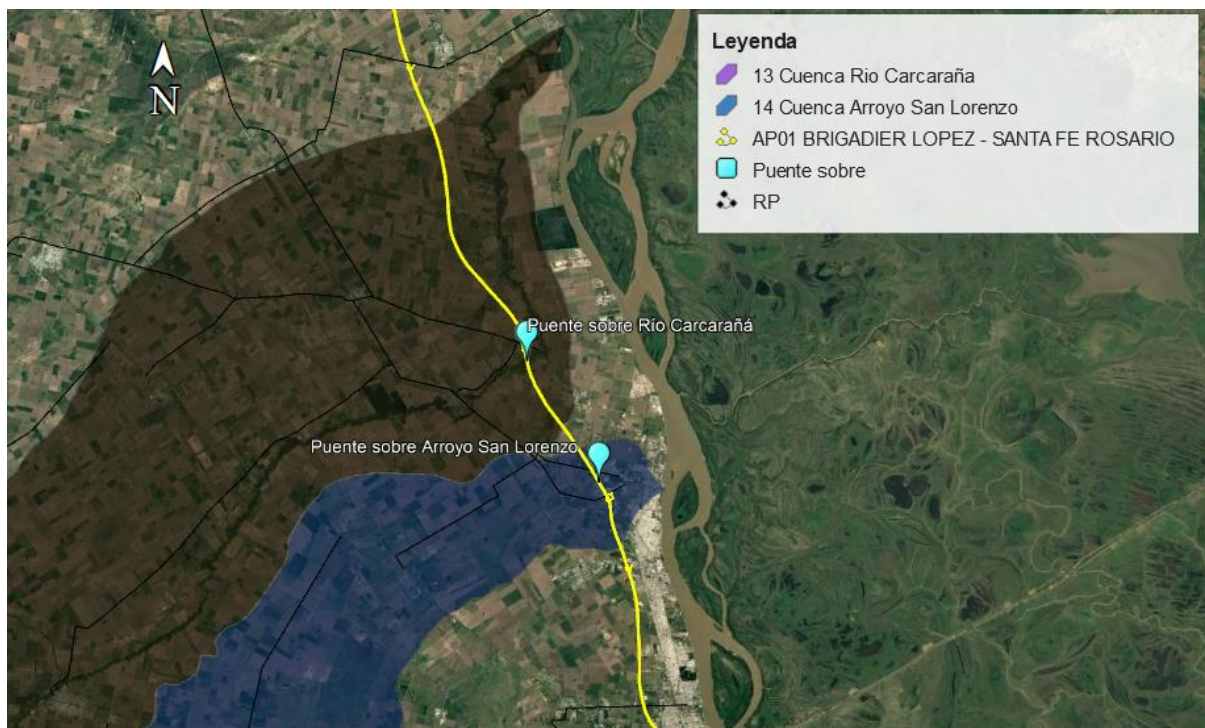 N
Leyenda
13 Cuenca Rio Carcaraña
14 Cuenca Arroyo San Lorenzo
AP01 BRIGADIER LOPEZ - SANTA FE ROSARIO
Puente sobre
RP
Puente sobre Río Carcarañá
Puente sobre Arroyo San Lorenzo